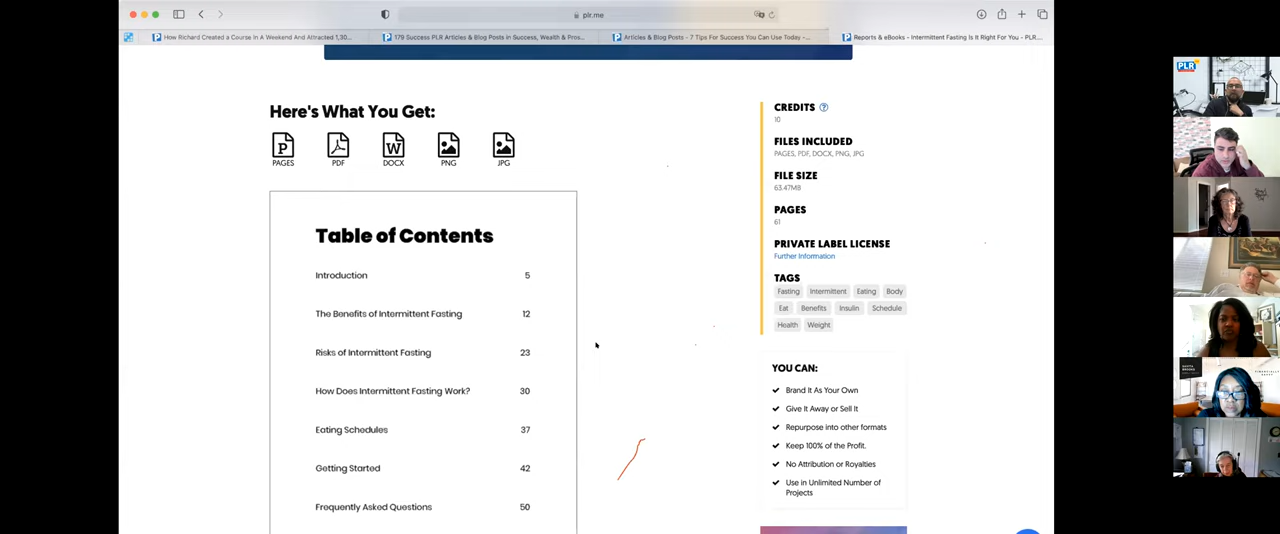 plr.me
How Richard Created a Course In A Weekend And Attracted 1,30...
179 Success PLR Articles & Blog Posts in Success, Wealth & Pros...
Articles & Blog Posts - 7 Tips For Success You Can Use Today -...
Reports & eBooks - Intermittent Fasting Is It Right For You - PLR...
Here's What You Get:
PAGES
PDF
DOCX
PNG
JPG
Table of Contents
Introduction 5
The Benefits of Intermittent Fasting 12
Risks of Intermittent Fasting 23
How Does Intermittent Fasting Work? 30
Eating Schedules 37
Getting Started 42
Frequently Asked Questions 50
CREDITS ?
10
FILES INCLUDED
PAGES, PDF, DOCX, PNG, JPG
FILE SIZE
63.47MB
PAGES
61
PRIVATE LABEL LICENSE
Further Information
TAGS
Fasting Intermittent Eating Body
Eat Benefits Insulin Schedule
Health Weight
YOU CAN:
Brand It As Your Own
Give It Away or Sell It
Repurpose into other formats
Keep 100% of the Profit.
No Attribution or Royalties
Use in Unlimited Number of
Projects
PLR